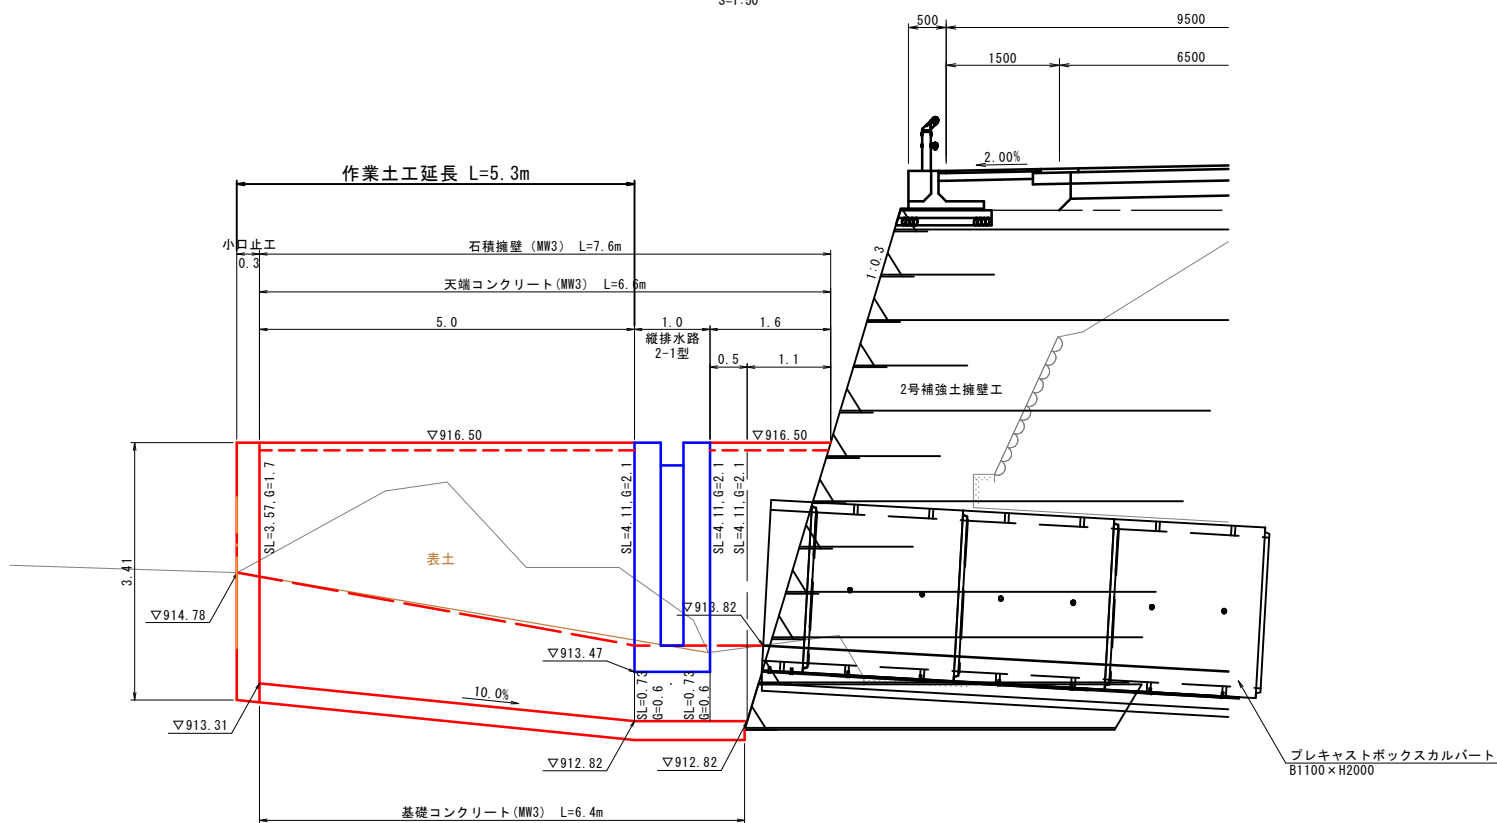 S=1:50
500
9500
1500
6500
2.00%
作業土工延長 L=5.3m
小口止工
0.3
石積擁壁 (MW3) L=7.6m
天端コンクリート(MW3) L=6.6m
5.0
1.0
1.6
縦排水路
2-1型
0.5
1.1
1:0.3
2号補強土擁壁工
▽916.50
▽916.50
SL=3.57,G=1.7
SL=4.11,G=2.1
SL=4.11,G=2.1
SL=4.11,G=2.1
3.41
表土
▽914.78
▽913.82
▽913.47
SL=0.73
G=0.6
SL=0.73
G=0.6
10.0%
▽913.31
▽912.82
▽912.82
プレキャストボックスカルバート
B1100×H2000
基礎コンクリート(MW3) L=6.4m